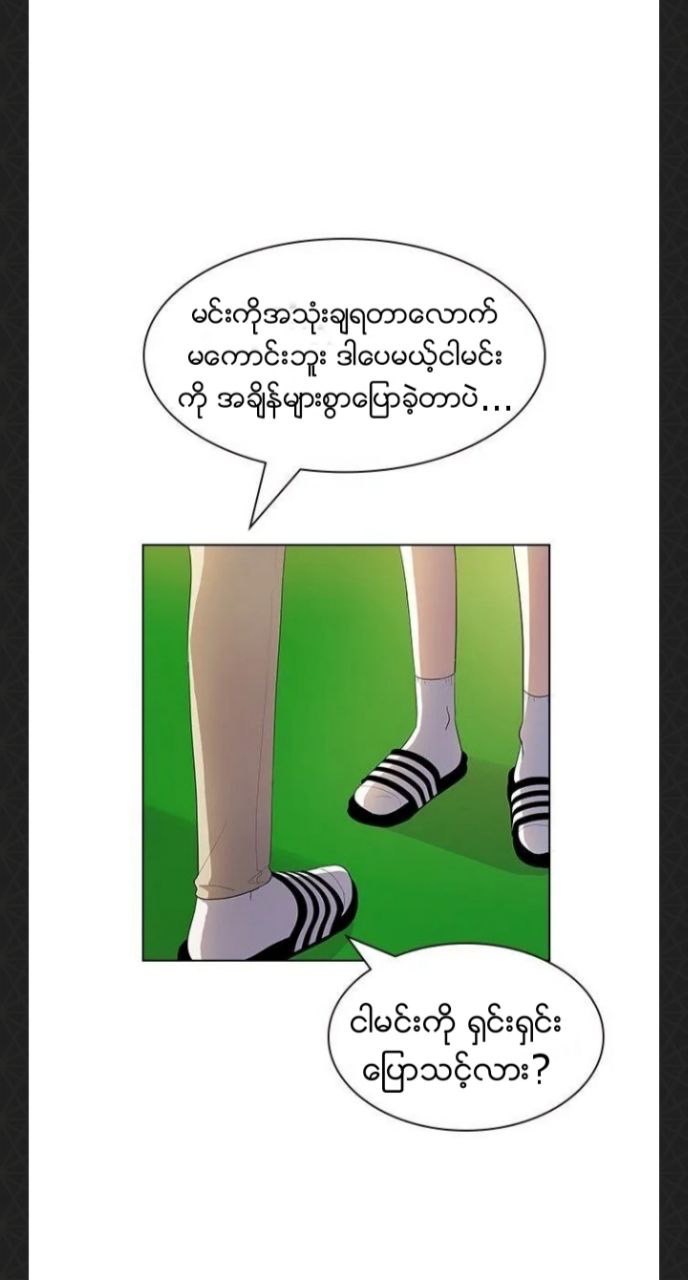 မင်းကိုအသုံးချရတာလောက်
မကောင်းဘူး ဒါပေမယ့်ငါမင်း
ကို အချိန်များစွာပြောခဲ့တာပဲ...
ငါမင်းကို ရှင်းရှင်း
ပြောသင့်လား?